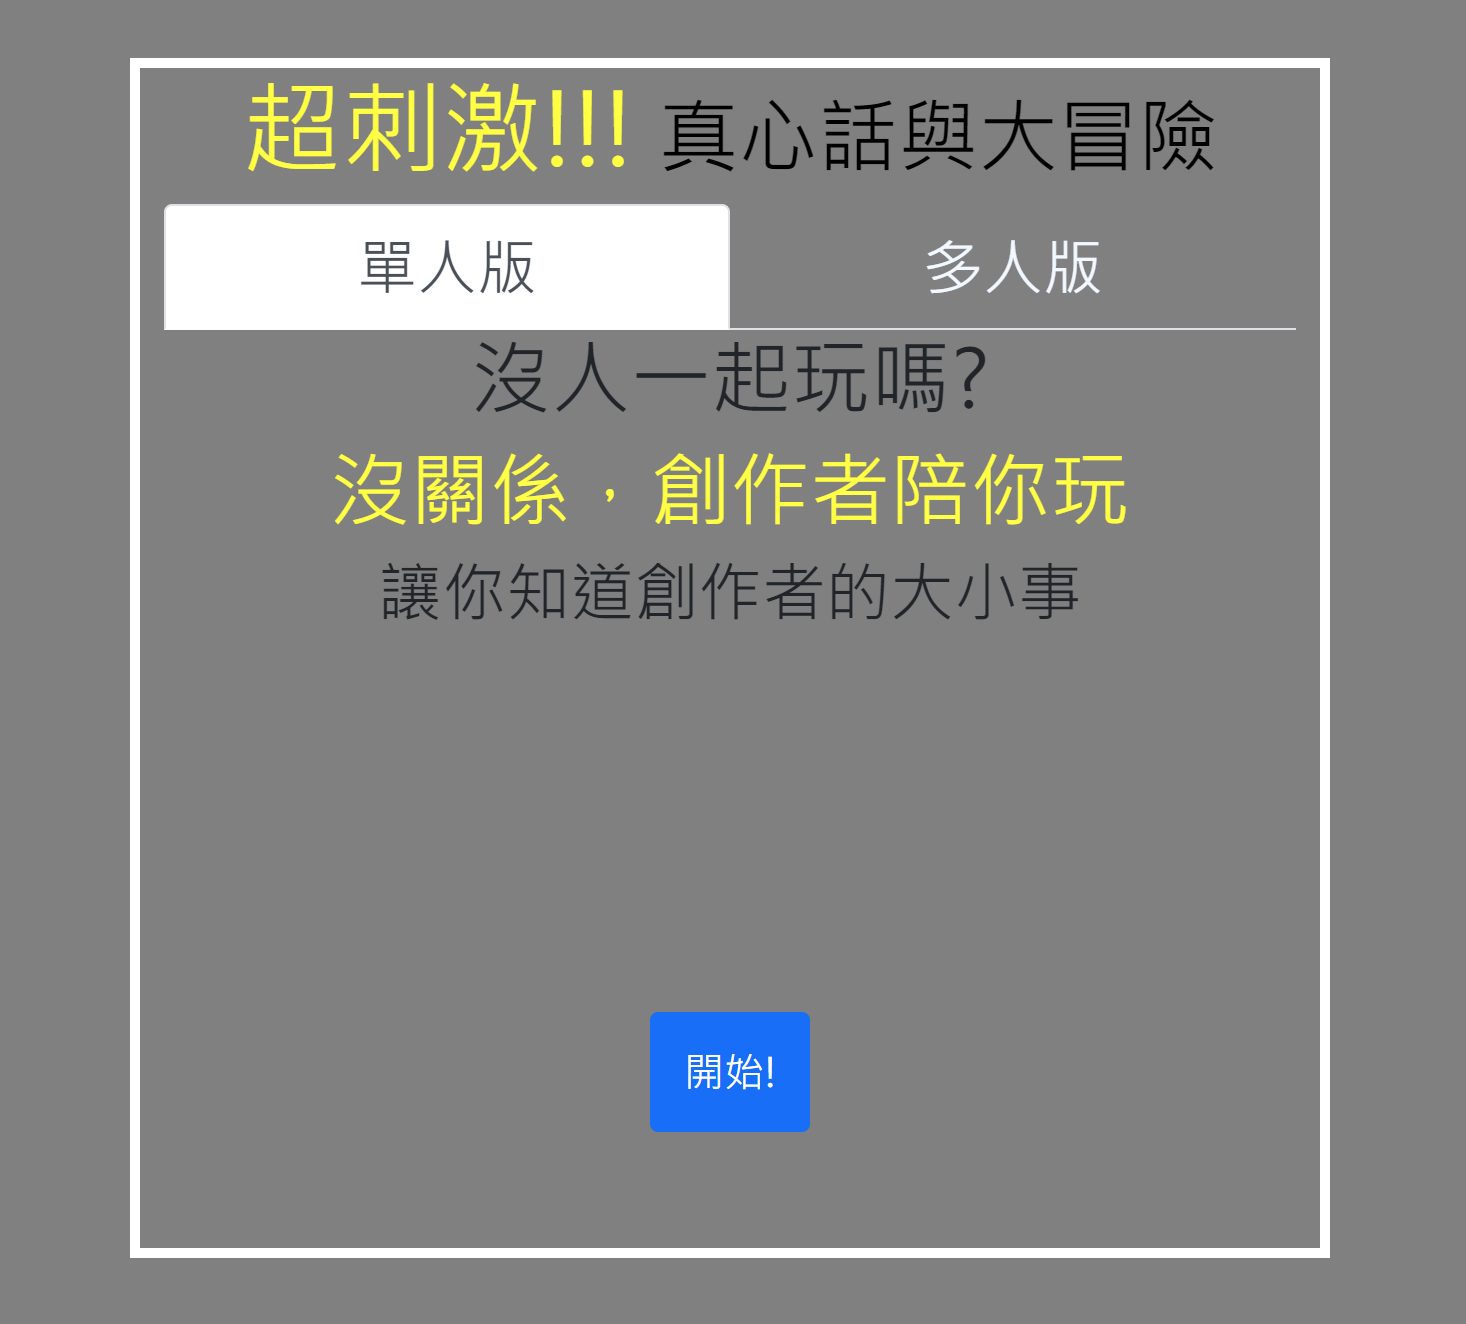 超刺激!!! 真心話與大冒險
單人版 多人版
沒人一起玩嗎?
沒關係，創作者陪你玩
讓你知道創作者的大小事
開始!